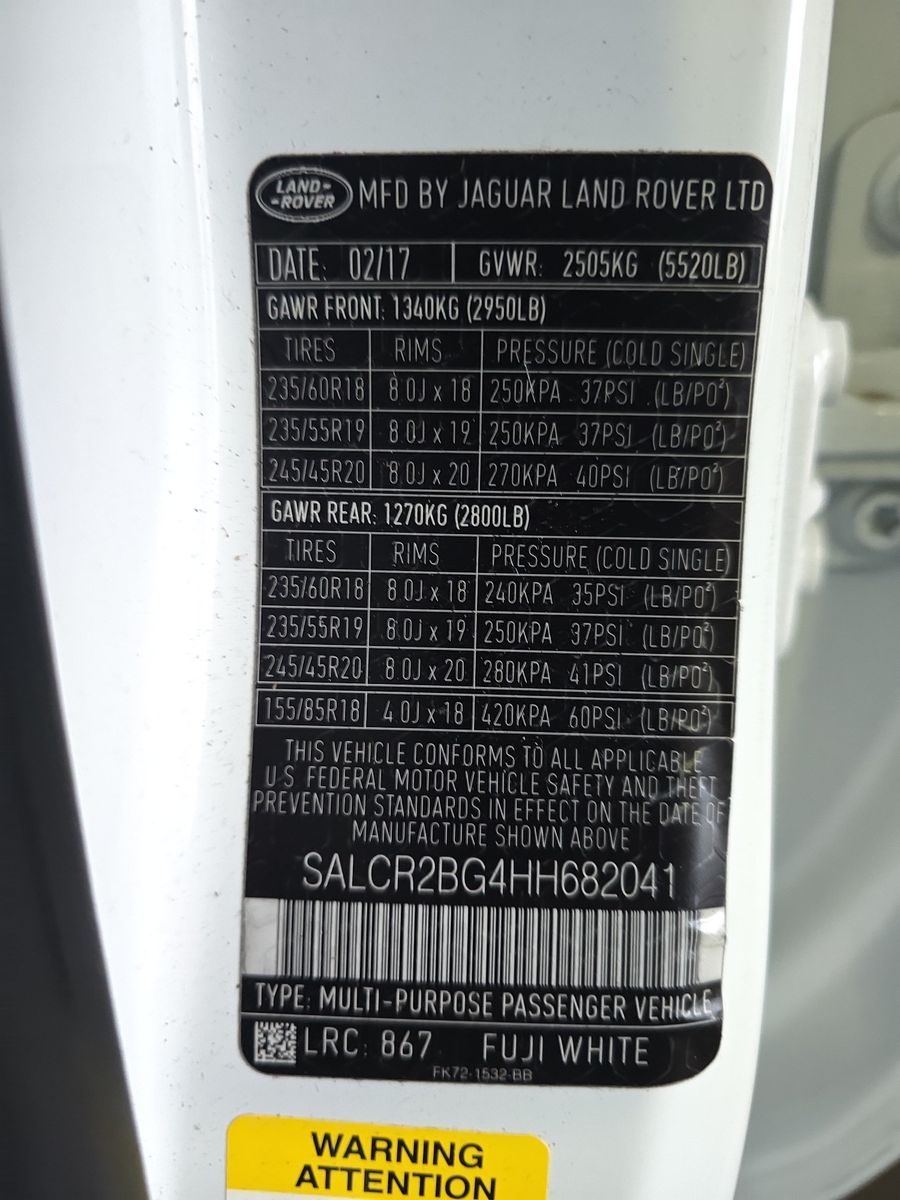 LAND-
-ROVER
MFD BY JAGUAR LAND ROVER LTD
DATE: 02/17 GVWR: 2505KG (5520LB)
GAWR FRONT: 1340KG (2950LB)
TIRES RIMS PRESSURE (COLD SINGLE)
235/60R18 8.0J x 18 250KPA 37PSI (LB/PO²)
235/55R19 8.0J x 19 250KPA 37PSI (LB/PO²)
245/45R20 8.0J x 20 270KPA 40PSI (LB/PO²)
GAWR REAR: 1270KG (2800LB)
TIRES RIMS PRESSURE (COLD SINGLE)
235/60R18 8.0J x 18 240KPA 35PSI (LB/PO²)
235/55R19 8.0J x 19 250KPA 37PSI (LB/PO²)
245/45R20 8.0J x 20 280KPA 41PSI (LB/PO²)
155/85R18 4.0J x 18 420KPA 60PSI (LB/PO²)
THIS VEHICLE CONFORMS TO ALL APPLICABLE
U.S. FEDERAL MOTOR VEHICLE SAFETY AND THEFT
PREVENTION STANDARDS IN EFFECT ON THE DATE OF
MANUFACTURE SHOWN ABOVE
SALCR2BG4HH682041
TYPE: MULTI-PURPOSE PASSENGER VEHICLE
LRC: 867 FUJI WHITE
FK72-1532-BB
WARNING
ATTENTION